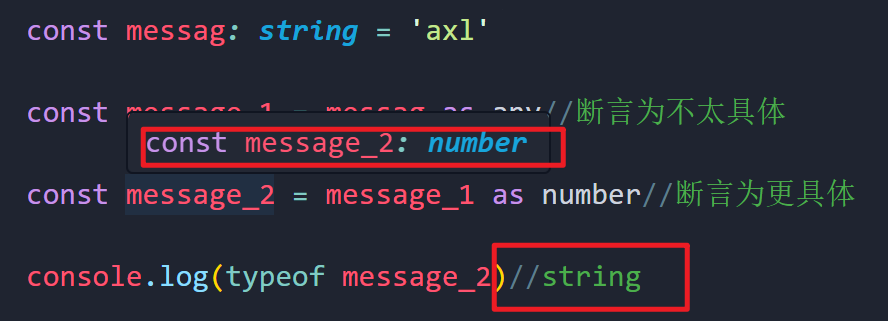 const messag: string = 'axl'
const message_1 = messag as any//断言为不太具体
const message_2: number
const message_2 = message_1 as number//断言为更具体
console.log(typeof message_2)//string